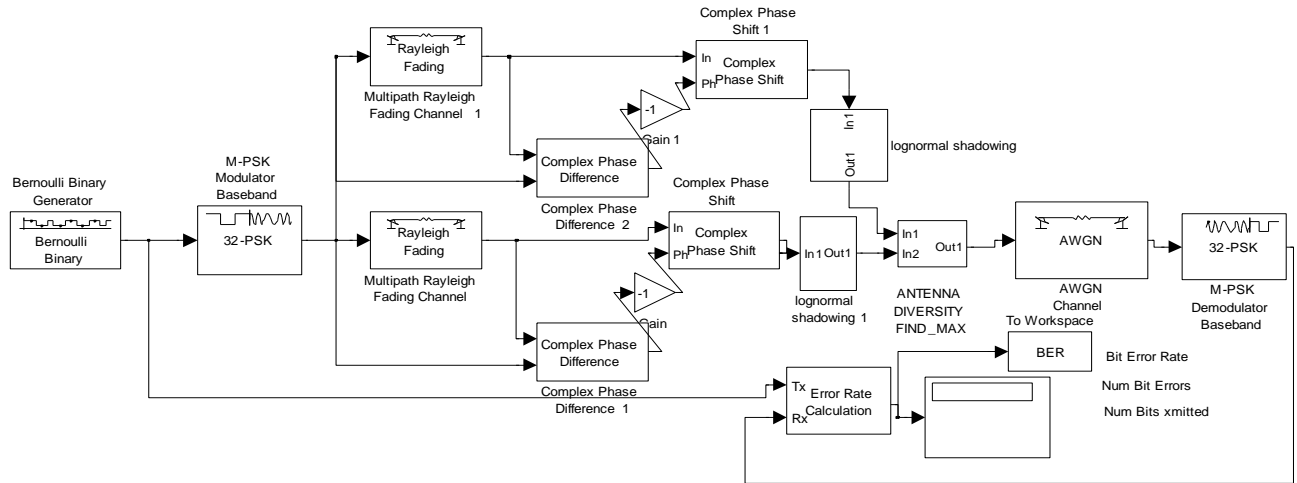 Complex Phase
Shift 1
Rayleigh
Fading
Multipath Rayleigh
Fading Channel 1
In
Ph
Complex
Phase Shift
-1
Gain 1
In1
Out1
lognormal shadowing
Complex Phase
Difference
Complex Phase
Difference 2
Bernoulli Binary
Generator
Bernoulli
Binary
M-PSK
Modulator
Baseband
32-PSK
Rayleigh
Fading
Multipath Rayleigh
Fading Channel
Complex Phase
Shift
In
Ph
Complex
Phase Shift
-1
Gain
In1
Out1
lognormal
shadowing 1
In1
In2
Out1
ANTENNA
DIVERSITY
FIND_MAX
AWGN
AWGN
Channel
32-PSK
M-PSK
Demodulator
Baseband
Complex Phase
Difference
Complex Phase
Difference 1
To Workspace
BER
Tx
Rx
Error Rate
Calculation
Bit Error Rate
Num Bit Errors
Num Bits xmitted